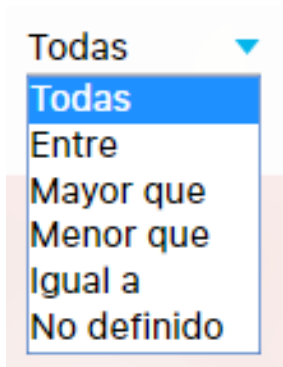 Todas
Todas
Entre
Mayor que
Menor que
Igual a
No definido